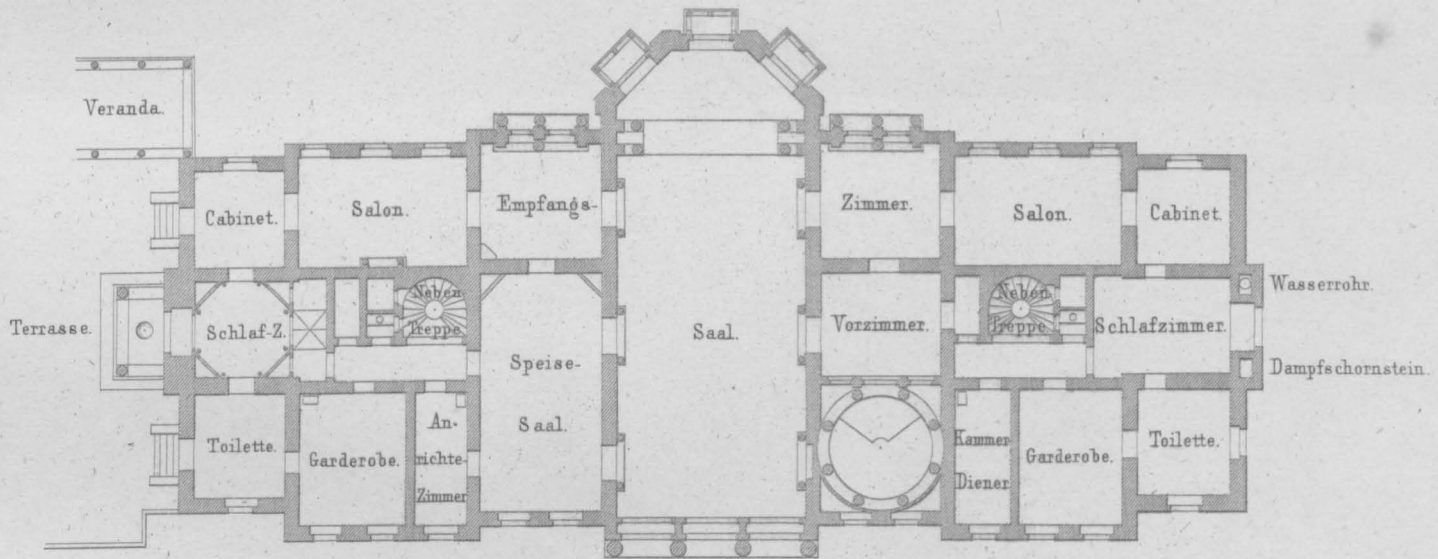 Veranda.
Cabinet.
Salon.
Empfangs-
Zimmer.
Salon.
Cabinet.
Terrasse.
Schlaf-Z.
Neben
Treppe
Speise-
Saal.
Saal.
Vorzimmer.
Neben
Treppe
Schlafzimmer.
Wasserrohr.
Dampfschornstein.
Toilette.
Garderobe.
An-
richte-
Zimmer
Kammer-
Diener.
Garderobe.
Toilette.